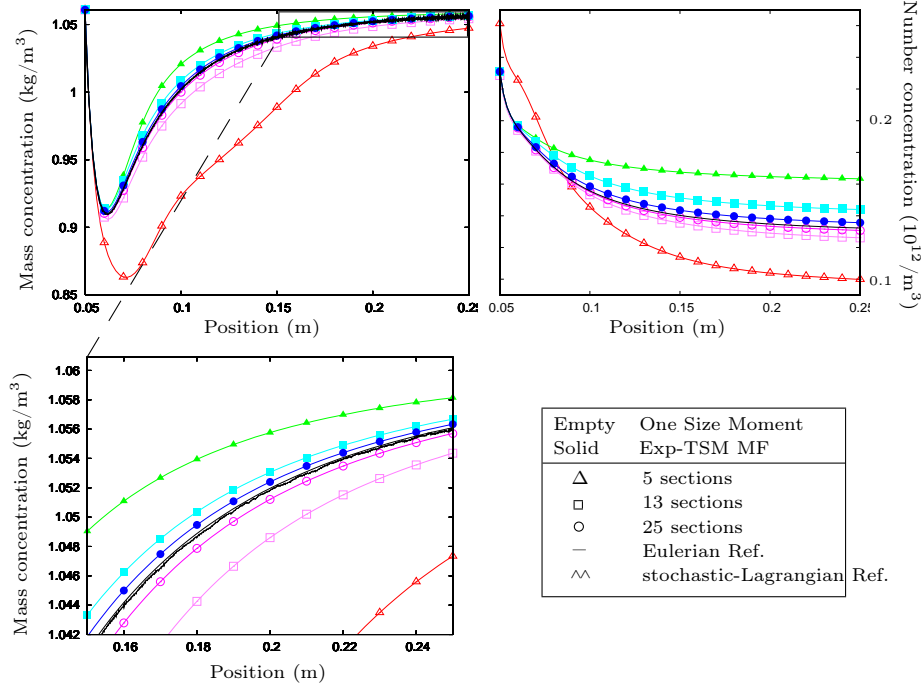 Mass concentration (kg/m³)
1.05
1
0.95
0.9
0.85
0.05
0.1
0.15
0.2
0.25
Position (m)
Number concentration (10¹²/m³)
0.2
0.1
0.05
0.1
0.15
0.2
0.25
Position (m)
Mass concentration (kg/m³)
1.06
1.058
1.056
1.054
1.052
1.05
1.048
1.046
1.044
1.042
0.16
0.18
0.2
0.22
0.24
Position (m)
Empty One Size Moment
Solid Exp-TSM MF
5 sections
13 sections
25 sections
Eulerian Ref.
stochastic-Lagrangian Ref.